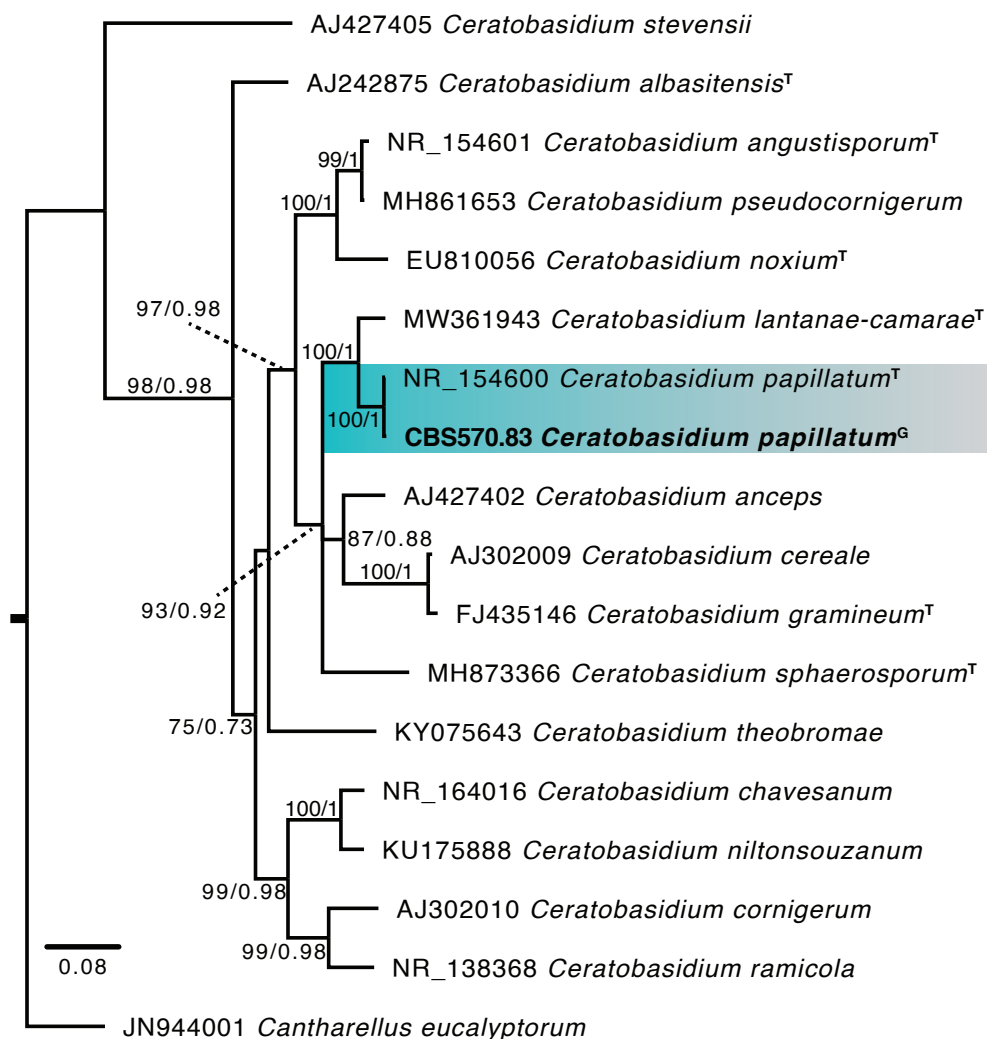 AJ427405 Ceratobasidium stevensii
AJ242875 Ceratobasidium albasitensisᵀ
NR_154601 Ceratobasidium angustisporumᵀ
99/1
MH861653 Ceratobasidium pseudocornigerum
100/1
EU810056 Ceratobasidium noxiumᵀ
97/0.98
MW361943 Ceratobasidium lantanae-camaraeᵀ
100/1
NR_154600 Ceratobasidium papillatumᵀ
98/0.98
100/1
CBS570.83 Ceratobasidium papillatumᴳ
AJ427402 Ceratobasidium anceps
87/0.88
AJ302009 Ceratobasidium cereale
100/1
93/0.92
FJ435146 Ceratobasidium gramineumᵀ
MH873366 Ceratobasidium sphaerosporumᵀ
75/0.73
KY075643 Ceratobasidium theobromae
NR_164016 Ceratobasidium chavesanum
100/1
KU175888 Ceratobasidium niltonsouzanum
99/0.98
AJ302010 Ceratobasidium cornigerum
99/0.98
NR_138368 Ceratobasidium ramicola
0.08
JN944001 Cantharellus eucalyptorum